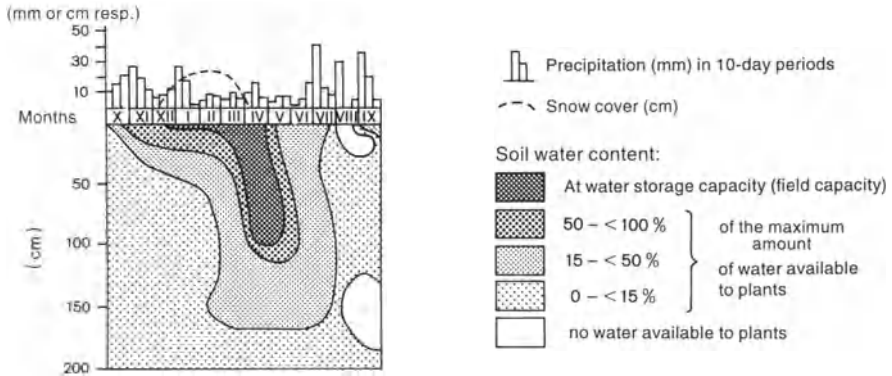 (mm or cm resp.)
50
30
10
Months
X XI XII I II III IV V VI VII VIII IX
50
100
150
200
(cm)
Precipitation (mm) in 10-day periods
Snow cover (cm)
Soil water content:
At water storage capacity (field capacity)
50 – < 100 %
15 – < 50 %
0 – < 15 %
of the maximum
amount
of water available
to plants
no water available to plants